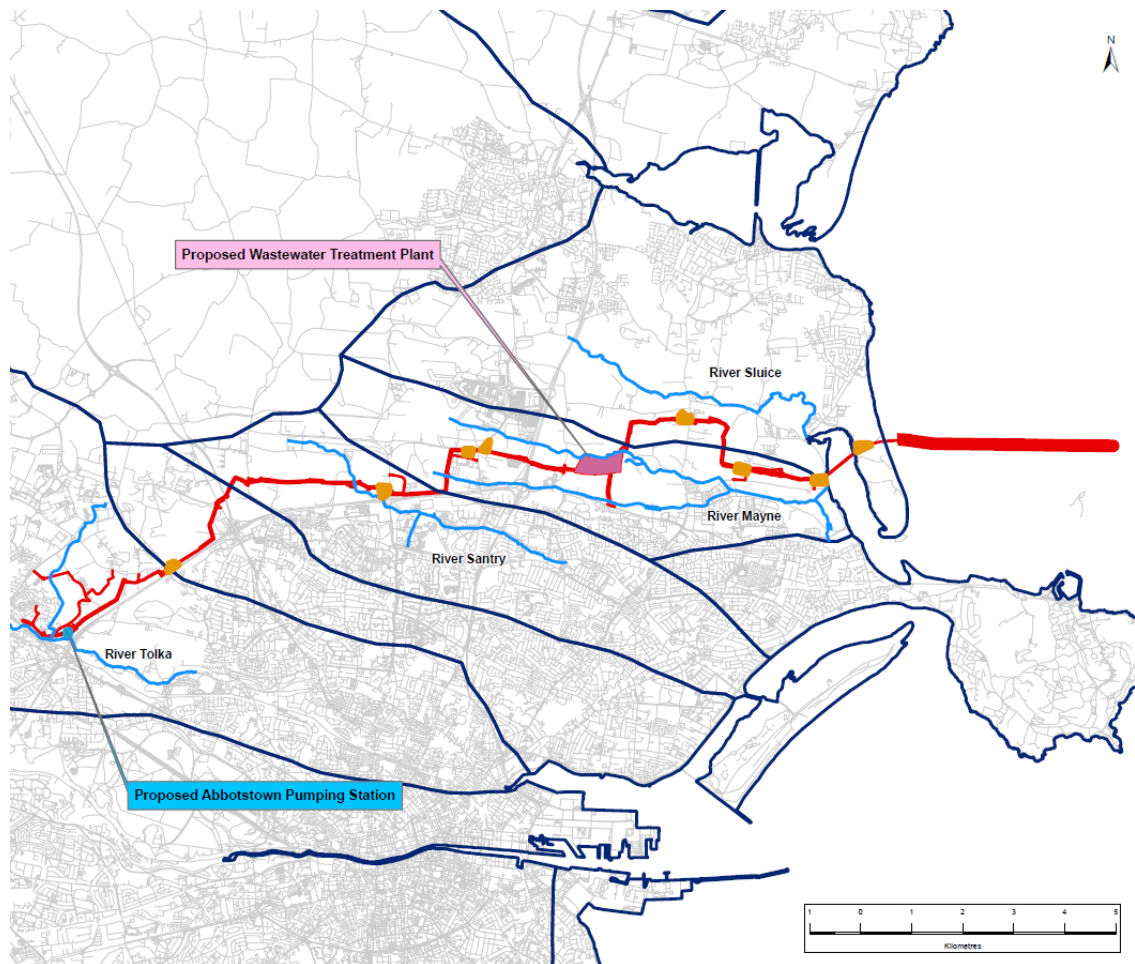 N
Proposed Wastewater Treatment Plant
River Sluice
River Mayne
River Santry
River Tolka
Proposed Abbotstown Pumping Station
1 0 1 2 3 4 5
Kilometres